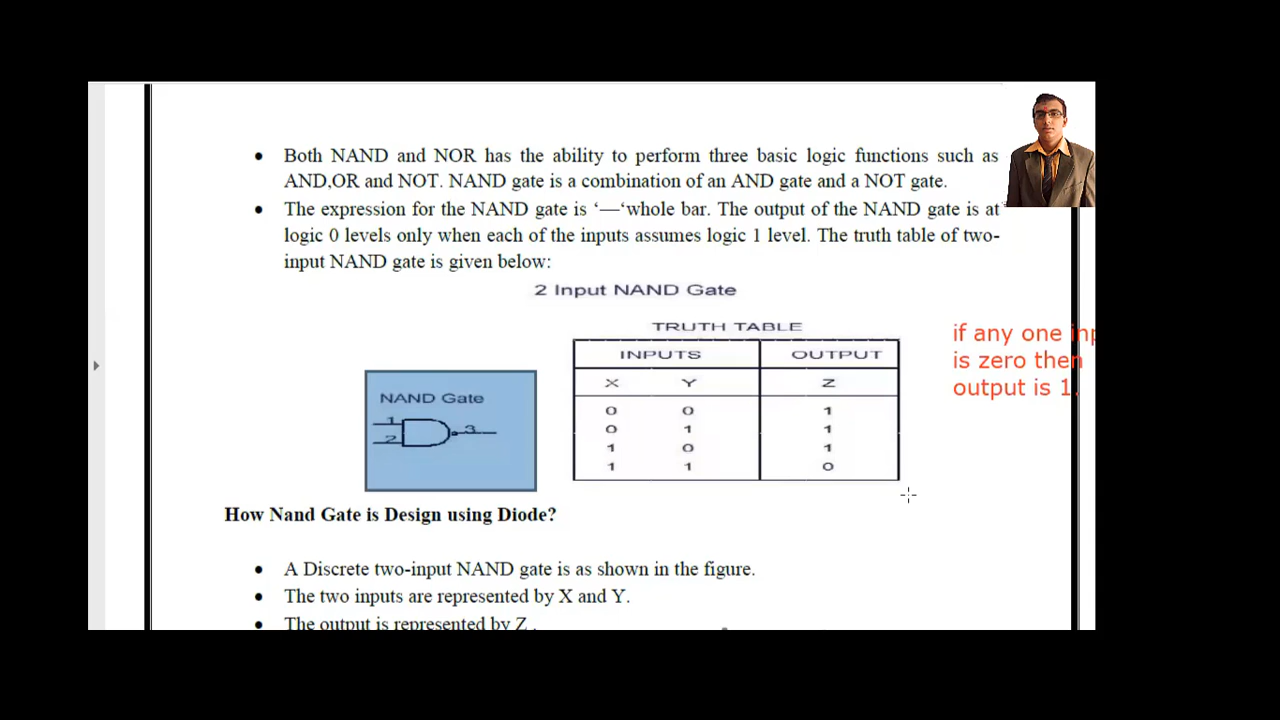 • Both NAND and NOR has the ability to perform three basic logic functions such as
AND,OR and NOT. NAND gate is a combination of an AND gate and a NOT gate.
• The expression for the NAND gate is ‘—‘whole bar. The output of the NAND gate is at
logic 0 levels only when each of the inputs assumes logic 1 level. The truth table of two-
input NAND gate is given below:
2 Input NAND Gate
TRUTH TABLE
INPUTS OUTPUT
X Y Z
0 0 1
0 1 1
1 0 1
1 1 0
NAND Gate
1
2 3
if any one inp
is zero then
output is 1.
How Nand Gate is Design using Diode?
• A Discrete two-input NAND gate is as shown in the figure.
• The two inputs are represented by X and Y.
• The output is represented by Z .